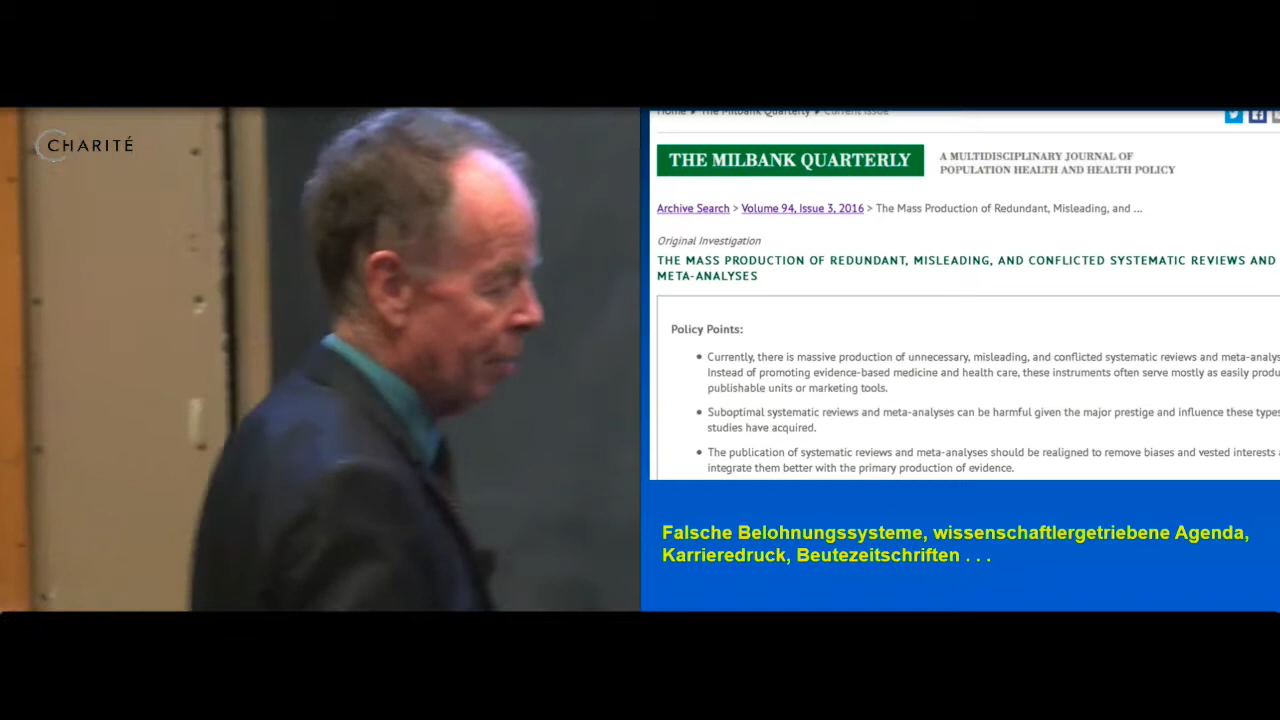 CHARITÉ
Home > The Milbank Quarterly > Current Issue
THE MILBANK QUARTERLY
A MULTIDISCIPLINARY JOURNAL OF
POPULATION HEALTH AND HEALTH POLICY
Archive Search > Volume 94, Issue 3, 2016 > The Mass Production of Redundant, Misleading, and ...
Original Investigation
THE MASS PRODUCTION OF REDUNDANT, MISLEADING, AND CONFLICTED SYSTEMATIC REVIEWS AND
META-ANALYSES
Policy Points:
• Currently, there is massive production of unnecessary, misleading, and conflicted systematic reviews and meta-analys
Instead of promoting evidence-based medicine and health care, these instruments often serve mostly as easily produ
publishable units or marketing tools.
• Suboptimal systematic reviews and meta-analyses can be harmful given the major prestige and influence these types
studies have acquired.
• The publication of systematic reviews and meta-analyses should be realigned to remove biases and vested interests
integrate them better with the primary production of evidence.
Falsche Belohnungssysteme, wissenschaftlergetriebene Agenda,
Karrieredruck, Beutezeitschriften . . .